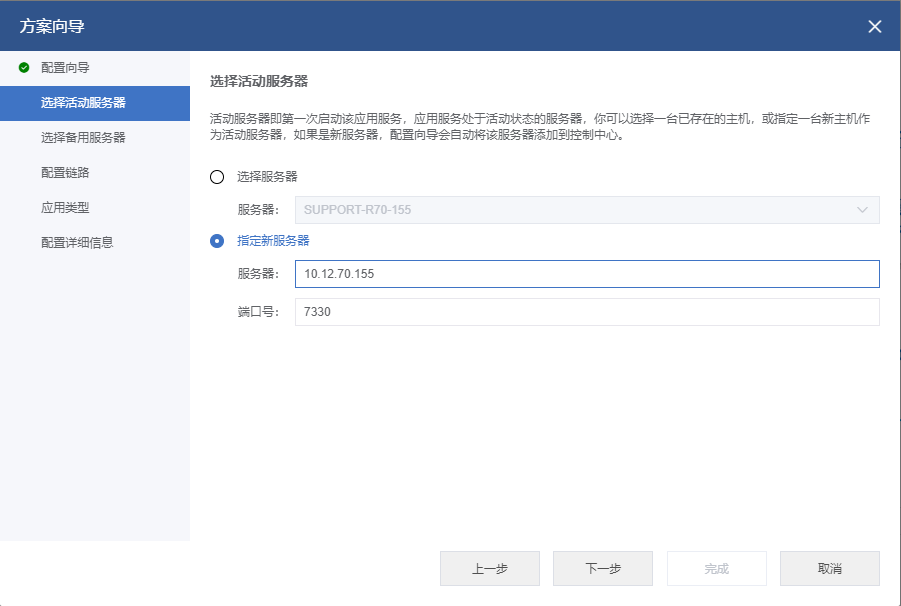 方案向导
配置向导
选择活动服务器
选择备用服务器
配置链路
应用类型
配置详细信息
选择活动服务器
活动服务器即第一次启动该应用服务，应用服务处于活动状态的服务器，你可以选择一台已存在的主机，或指定一台新主机作
为活动服务器，如果是新服务器，配置向导会自动将该服务器添加到控制中心。
选择服务器
服务器： SUPPORT-R70-155
指定新服务器
服务器： 10.12.70.155
端口号： 7330
上一步 下一步 完成 取消